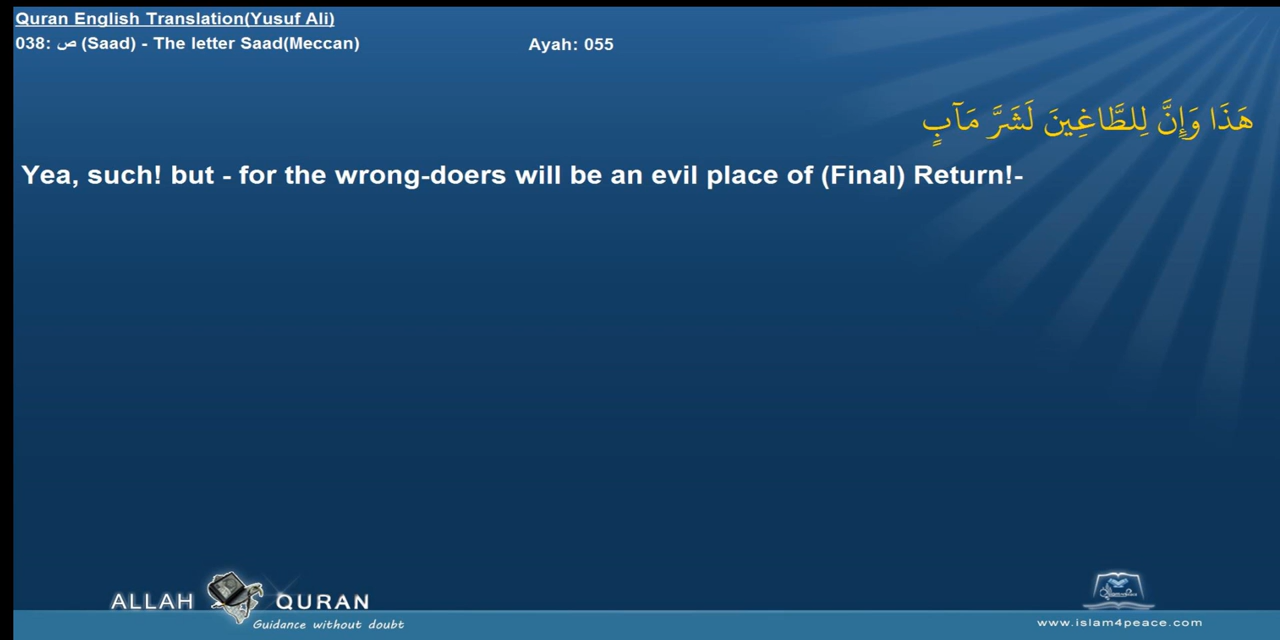 Quran English Translation(Yusuf Ali)
038: ص (Saad) - The letter Saad(Meccan) Ayah: 055
هَذَا وَإِنَّ لِلطَّاغِينَ لَشَرَّ مَآبٍ
Yea, such! but - for the wrong-doers will be an evil place of (Final) Return!-
ALLAH QURAN
Guidance without doubt
www.islam4peace.com